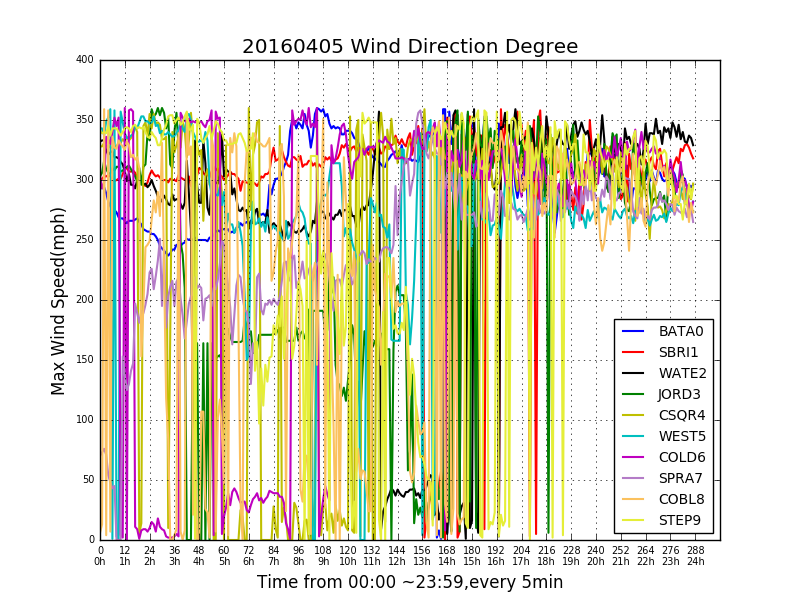 20160405 Wind Direction Degree
400
350
300
250
200
150
100
50
0
Max Wind Speed(mph)
BATA0
SBRI1
WATE2
JORD3
CSQR4
WEST5
COLD6
SPRA7
COBL8
STEP9
0 12 24 36 48 60 72 84 96 108 120 132 144 156 168 180 192 204 216 228 240 252 264 276 288
0h 1h 2h 3h 4h 5h 6h 7h 8h 9h 10h 11h 12h 13h 14h 15h 16h 17h 18h 19h 20h 21h 22h 23h 24h
Time from 00:00 ~23:59,every 5min